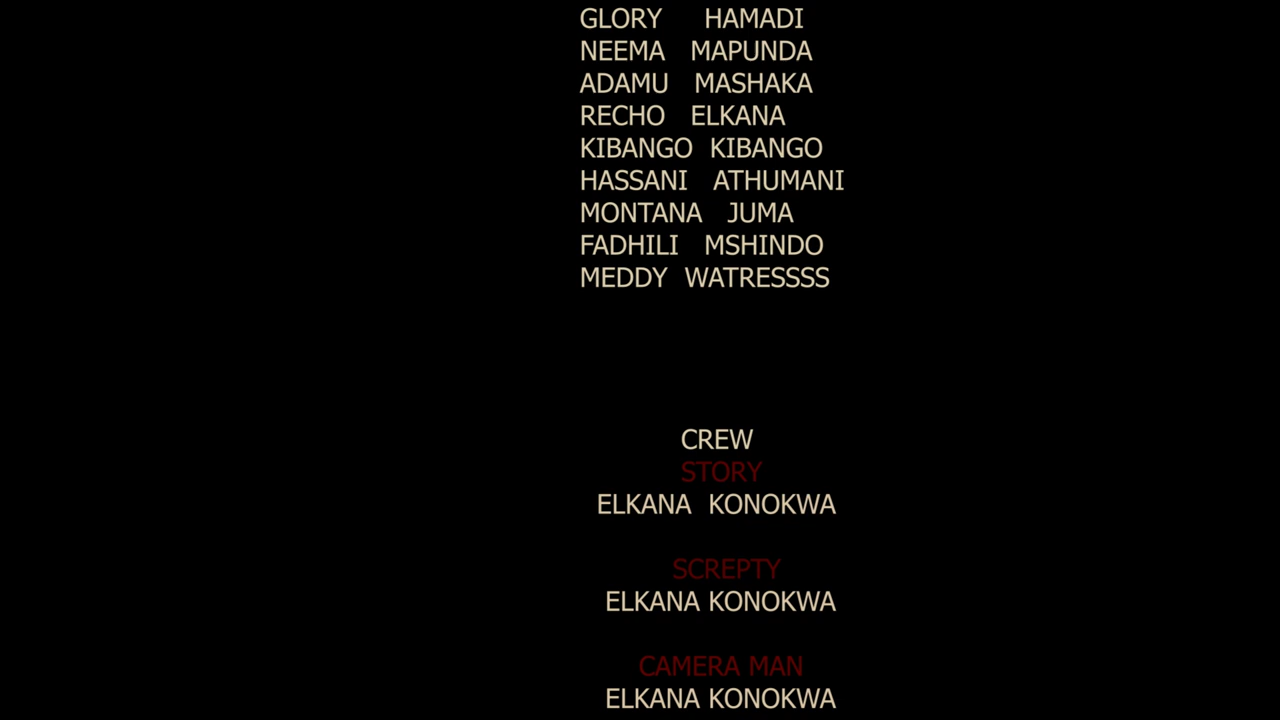 GLORY HAMADI
NEEMA MAPUNDA
ADAMU MASHAKA
RECHO ELKANA
KIBANGO KIBANGO
HASSANI ATHUMANI
MONTANA JUMA
FADHILI MSHINDO
MEDDY WATRESSSS
CREW
STORY
ELKANA KONOKWA
SCREPTY
ELKANA KONOKWA
CAMERA MAN
ELKANA KONOKWA